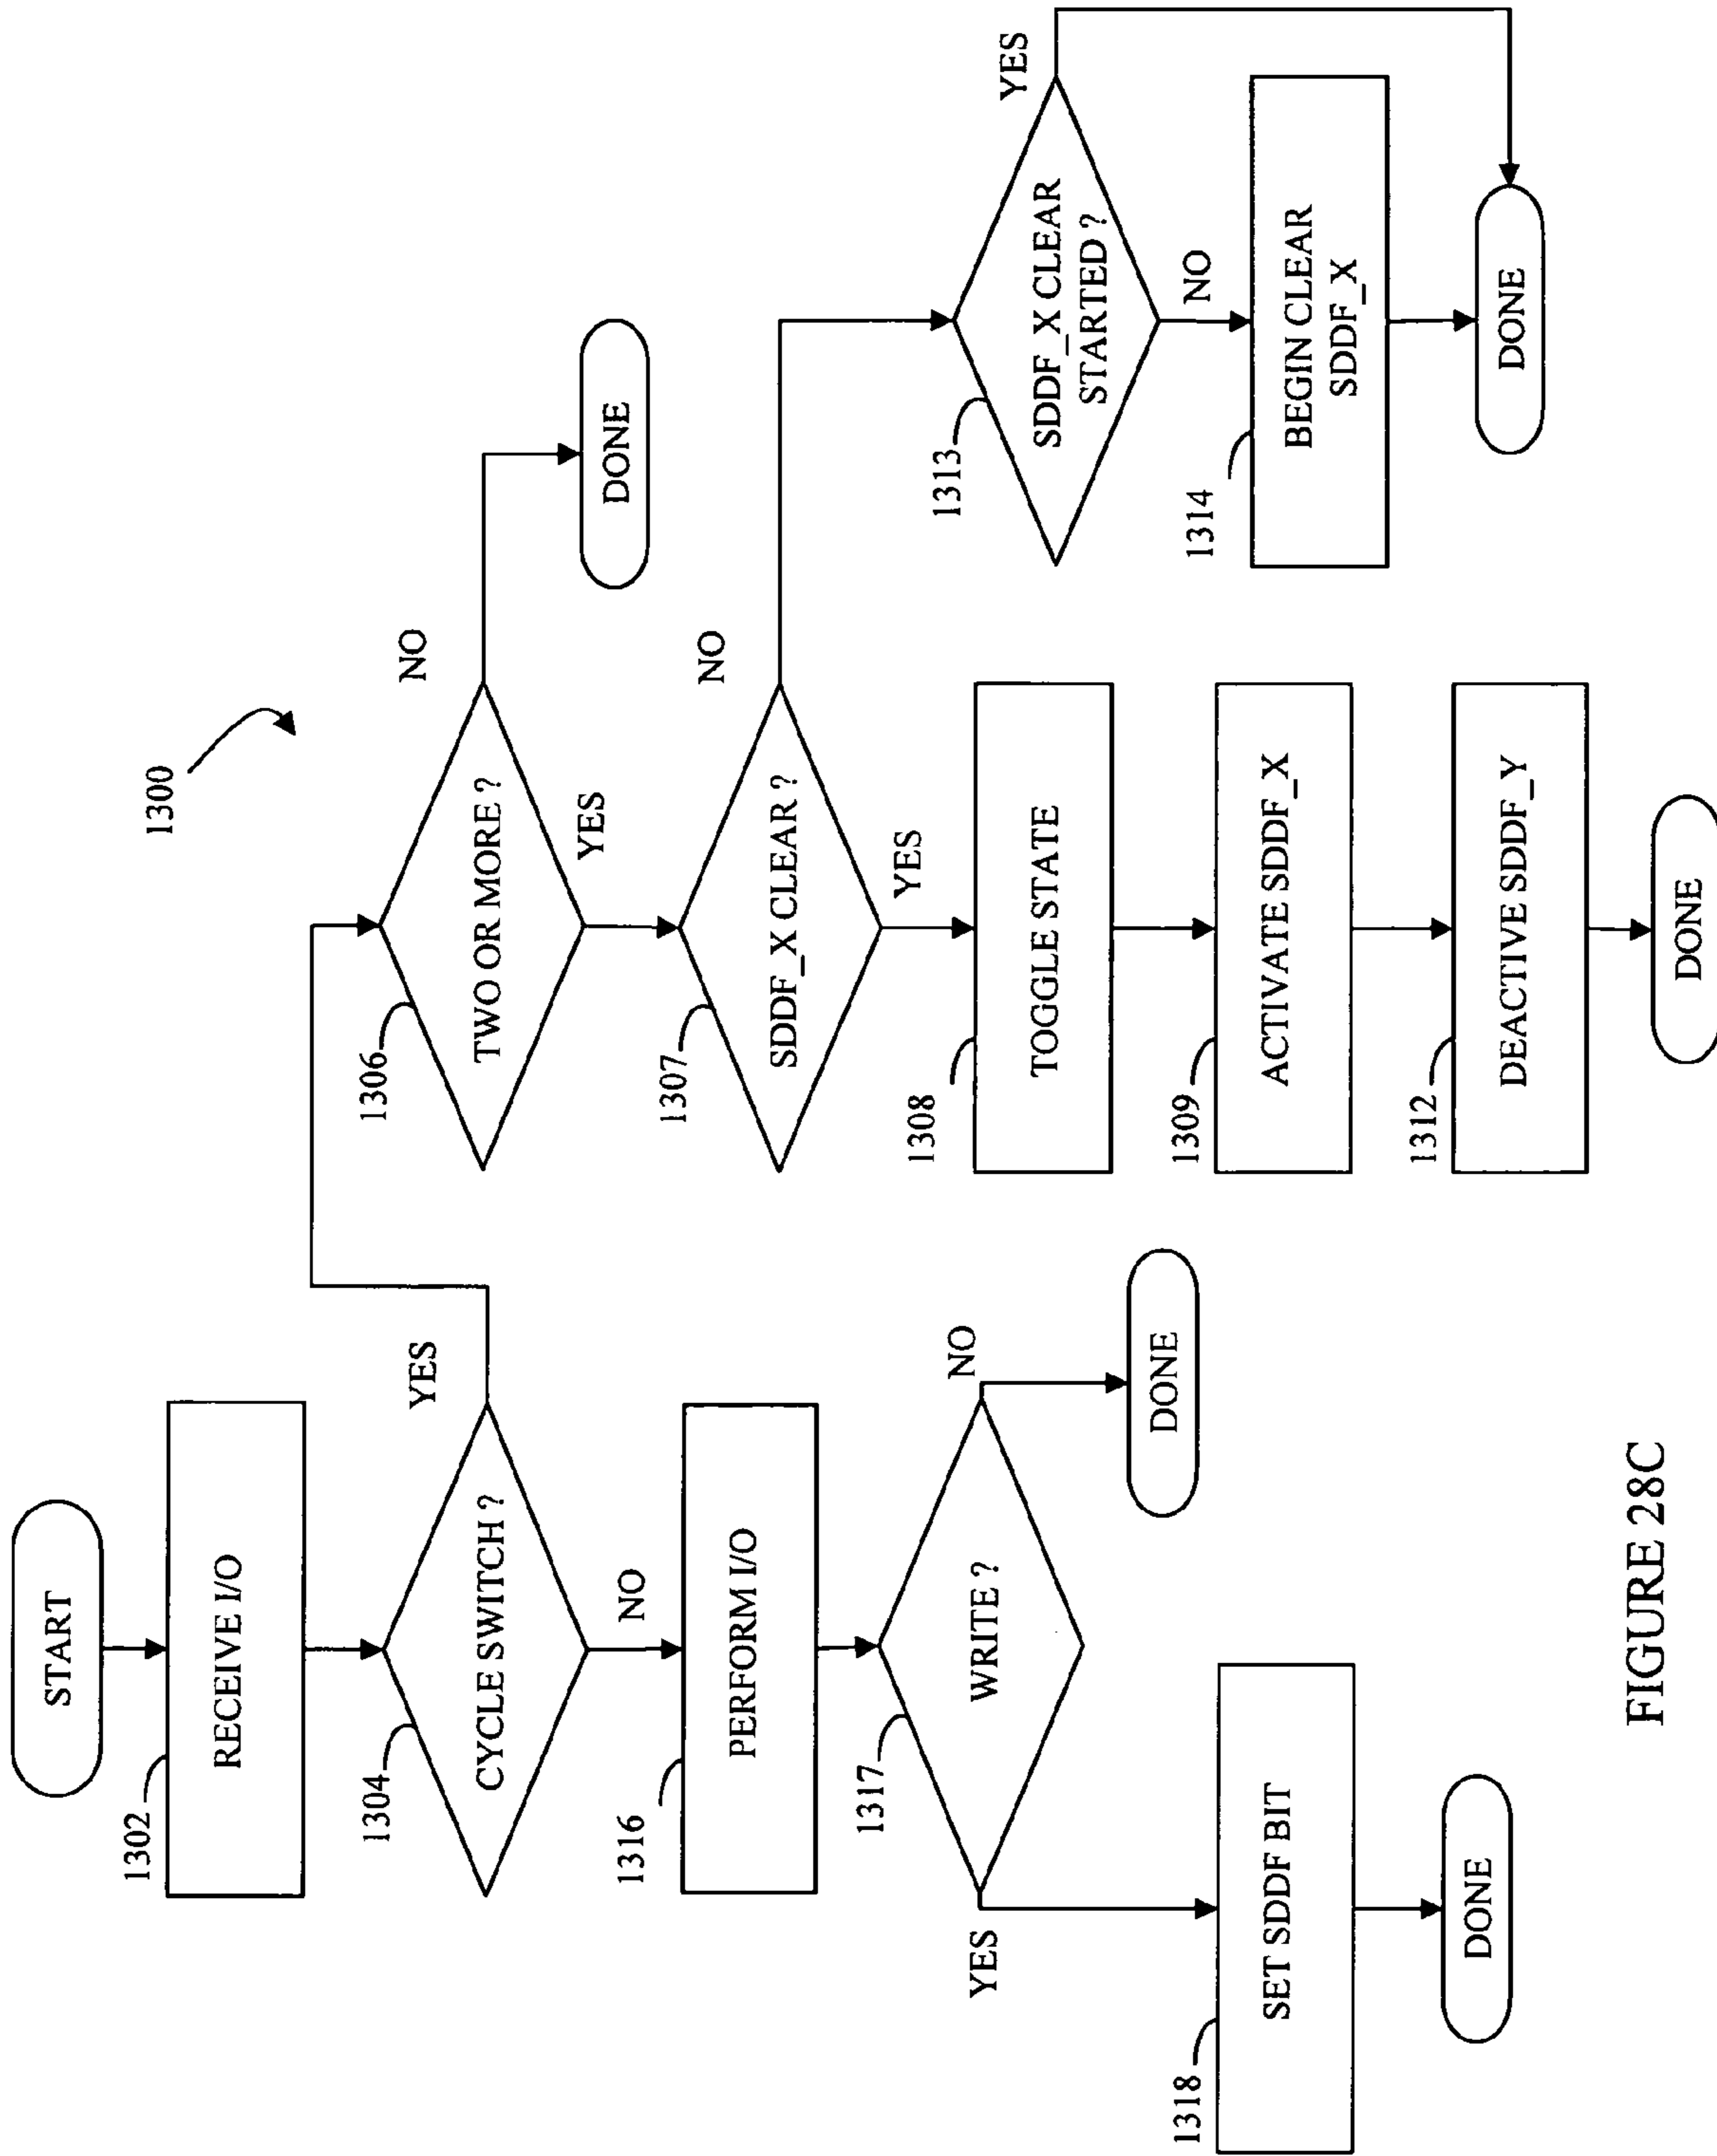 1300
START
1302
RECEIVE I/O
1304
CYCLE SWITCH ?
YES
NO
1316
PERFORM I/O
1317
WRITE ?
NO
DONE
YES
1318
SET SDDF BIT
DONE
1306
TWO OR MORE ?
NO
DONE
YES
1307
SDDF_X CLEAR ?
NO
YES
1308
TOGGLE STATE
1309
ACTIVATE SDDF_X
1312
DEACTIVE SDDF_Y
DONE
1313
SDDF_X CLEAR
STARTED ?
YES
NO
1314
BEGIN CLEAR
SDDF_X
DONE
FIGURE 28C